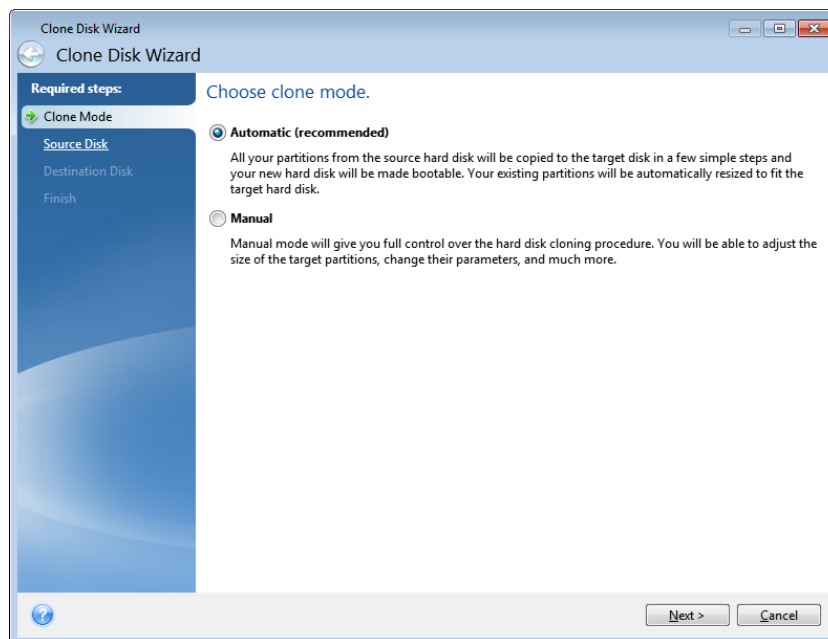 Clone Disk Wizard
Clone Disk Wizard
Required steps:
Clone Mode
Source Disk
Destination Disk
Finish
Choose clone mode.
Automatic (recommended)
All your partitions from the source hard disk will be copied to the target disk in a few simple steps and
your new hard disk will be made bootable. Your existing partitions will be automatically resized to fit the
target hard disk.
Manual
Manual mode will give you full control over the hard disk cloning procedure. You will be able to adjust the
size of the target partitions, change their parameters, and much more.
?
Next >
Cancel